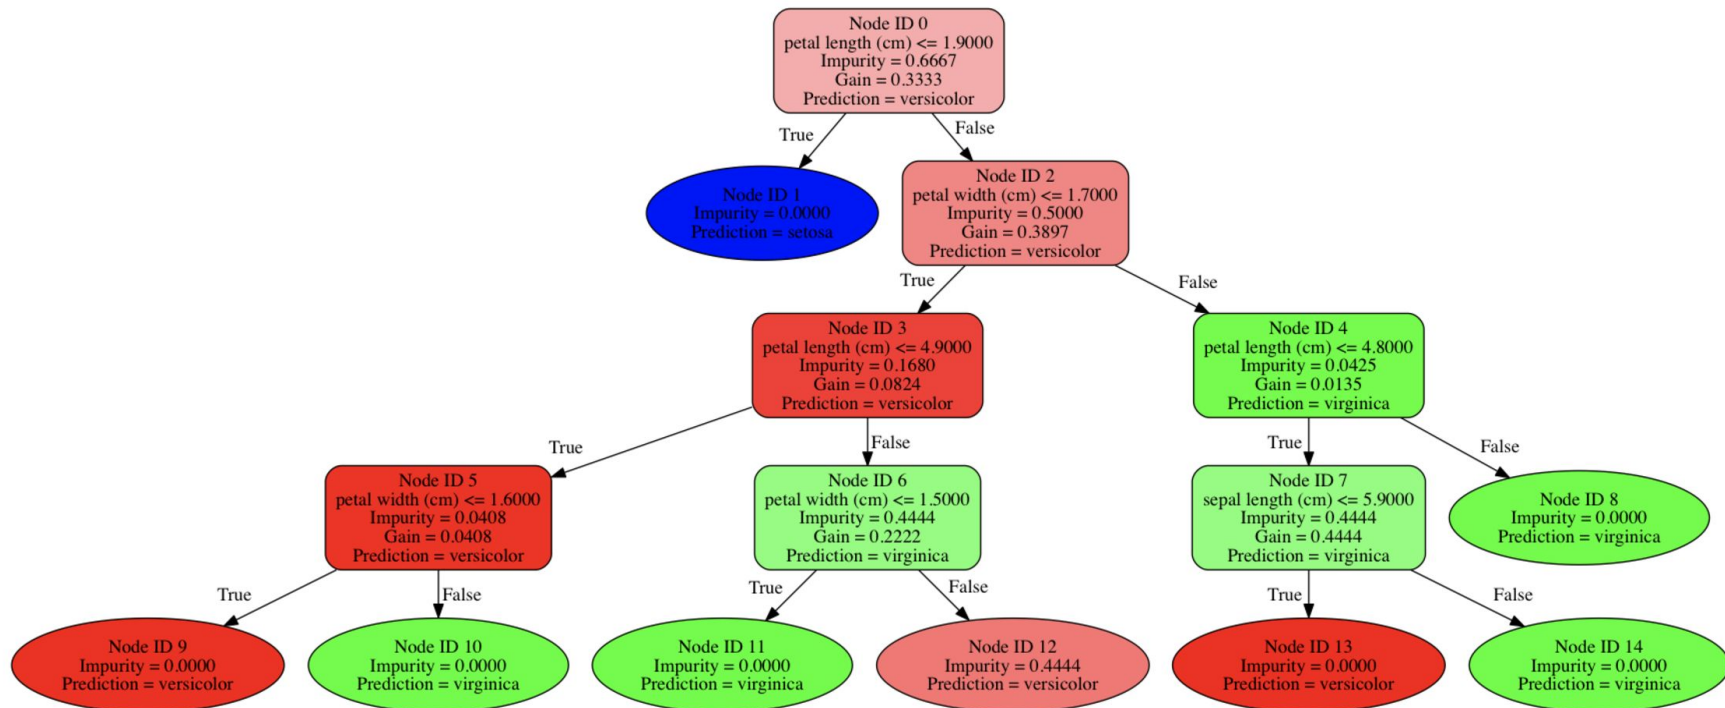 Node ID 0
petal length (cm) <= 1.9000
Impurity = 0.6667
Gain = 0.3333
Prediction = versicolor
True
False
Node ID 1
Impurity = 0.0000
Prediction = setosa
Node ID 2
petal width (cm) <= 1.7000
Impurity = 0.5000
Gain = 0.3897
Prediction = versicolor
True
False
Node ID 3
petal length (cm) <= 4.9000
Impurity = 0.1680
Gain = 0.0824
Prediction = versicolor
Node ID 4
petal length (cm) <= 4.8000
Impurity = 0.0425
Gain = 0.0135
Prediction = virginica
True
False
True
False
Node ID 5
petal width (cm) <= 1.6000
Impurity = 0.0408
Gain = 0.0408
Prediction = versicolor
Node ID 6
petal width (cm) <= 1.5000
Impurity = 0.4444
Gain = 0.2222
Prediction = virginica
Node ID 7
sepal length (cm) <= 5.9000
Impurity = 0.4444
Gain = 0.4444
Prediction = virginica
Node ID 8
Impurity = 0.0000
Prediction = virginica
True
False
True
False
True
False
Node ID 9
Impurity = 0.0000
Prediction = versicolor
Node ID 10
Impurity = 0.0000
Prediction = virginica
Node ID 11
Impurity = 0.0000
Prediction = virginica
Node ID 12
Impurity = 0.4444
Prediction = versicolor
Node ID 13
Impurity = 0.0000
Prediction = versicolor
Node ID 14
Impurity = 0.0000
Prediction = virginica